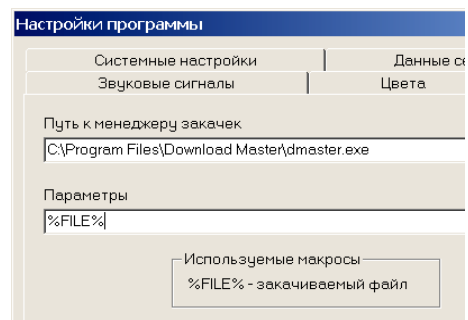 Настройки программы
Системные настройки
Звуковые сигналы
Цвета
Путь к менеджеру закачек
C:\Program Files\Download Master\dmaster.exe
Параметры
%FILE%
Используемые макросы
%FILE% - закачиваемый файл